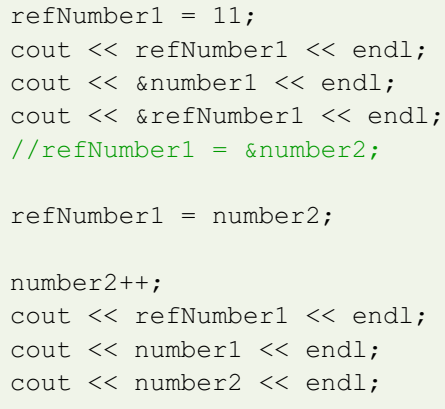 refNumber1 = 11;
cout << refNumber1 << endl;
cout << &number1 << endl;
cout << &refNumber1 << endl;
//refNumber1 = &number2;
refNumber1 = number2;
number2++;
cout << refNumber1 << endl;
cout << number1 << endl;
cout << number2 << endl;